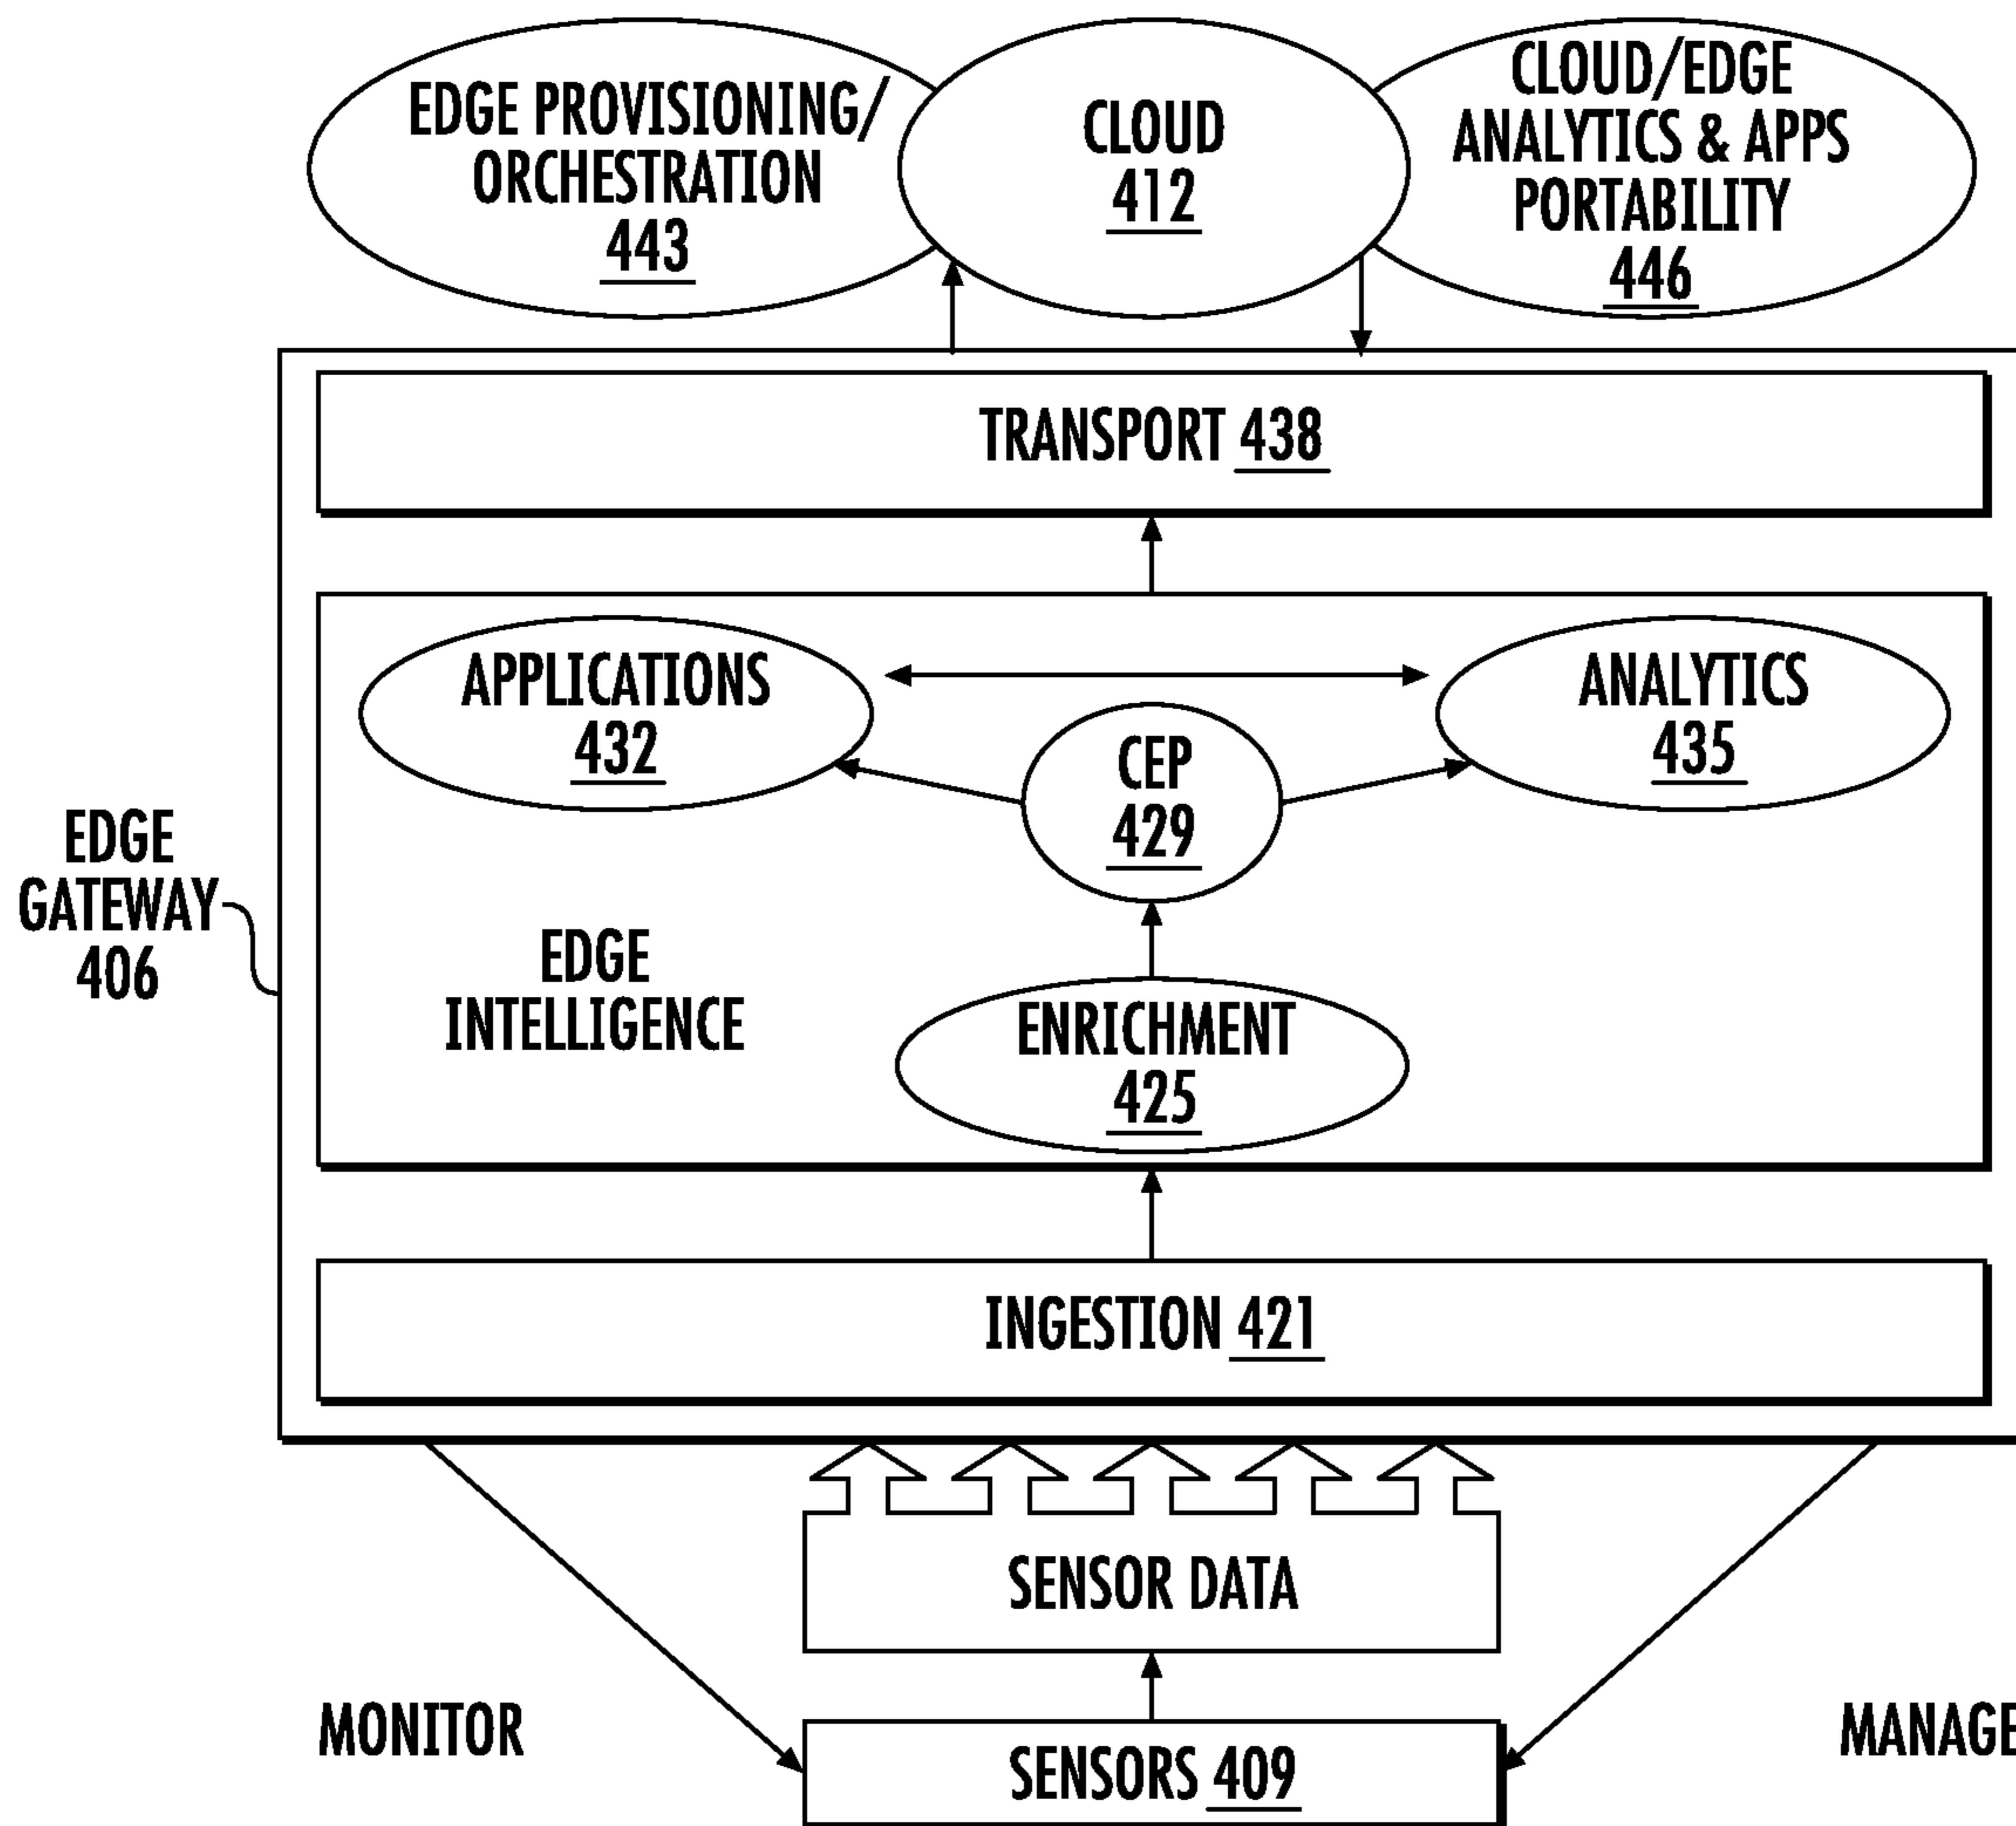 EDGE PROVISIONING/
ORCHESTRATION
443
CLOUD
412
CLOUD/EDGE
ANALYTICS & APPS
PORTABILITY
446
TRANSPORT 438
APPLICATIONS
432
ANALYTICS
435
CEP
429
EDGE
GATEWAY
406
EDGE
INTELLIGENCE
ENRICHMENT
425
INGESTION 421
SENSOR DATA
MONITOR
MANAGE
SENSORS 409